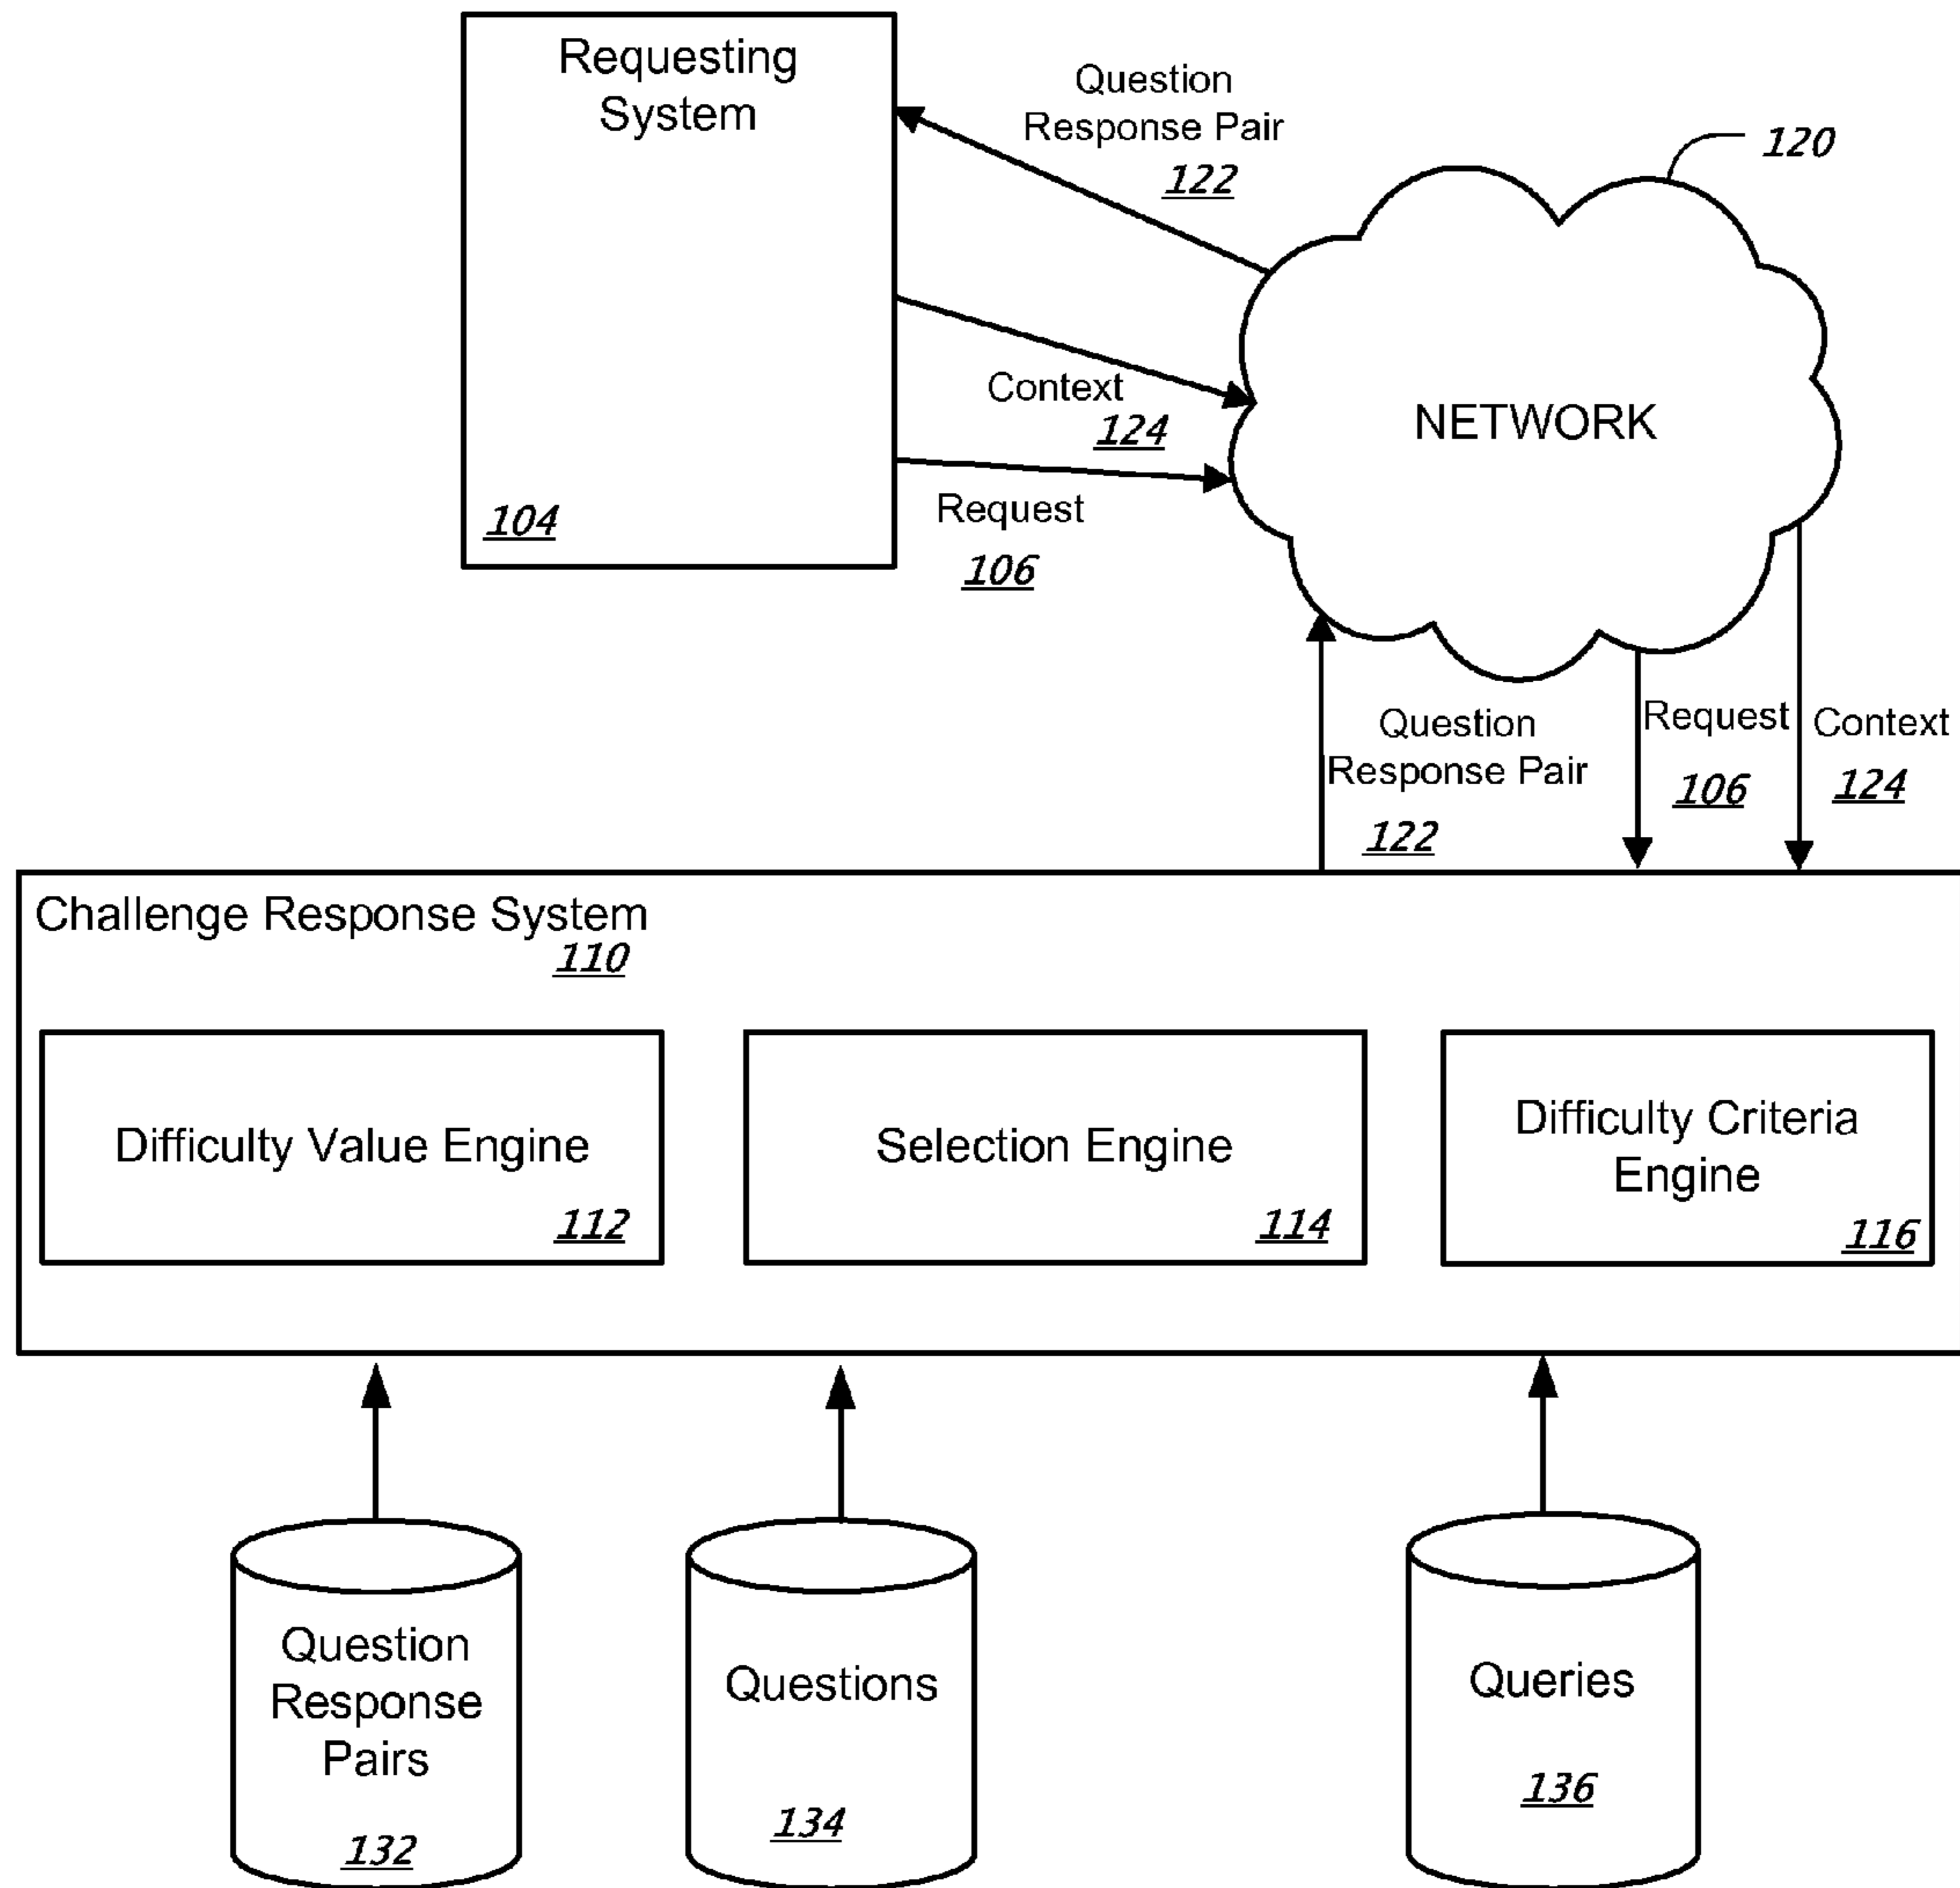 Requesting
System
104
Question
Response Pair
122
120
Context
124
Request
106
NETWORK
Question
Response Pair
122
Request
106
Context
124
Challenge Response System
110
Difficulty Value Engine
112
Selection Engine
114
Difficulty Criteria
Engine
116
Question
Response
Pairs
132
Questions
134
Queries
136